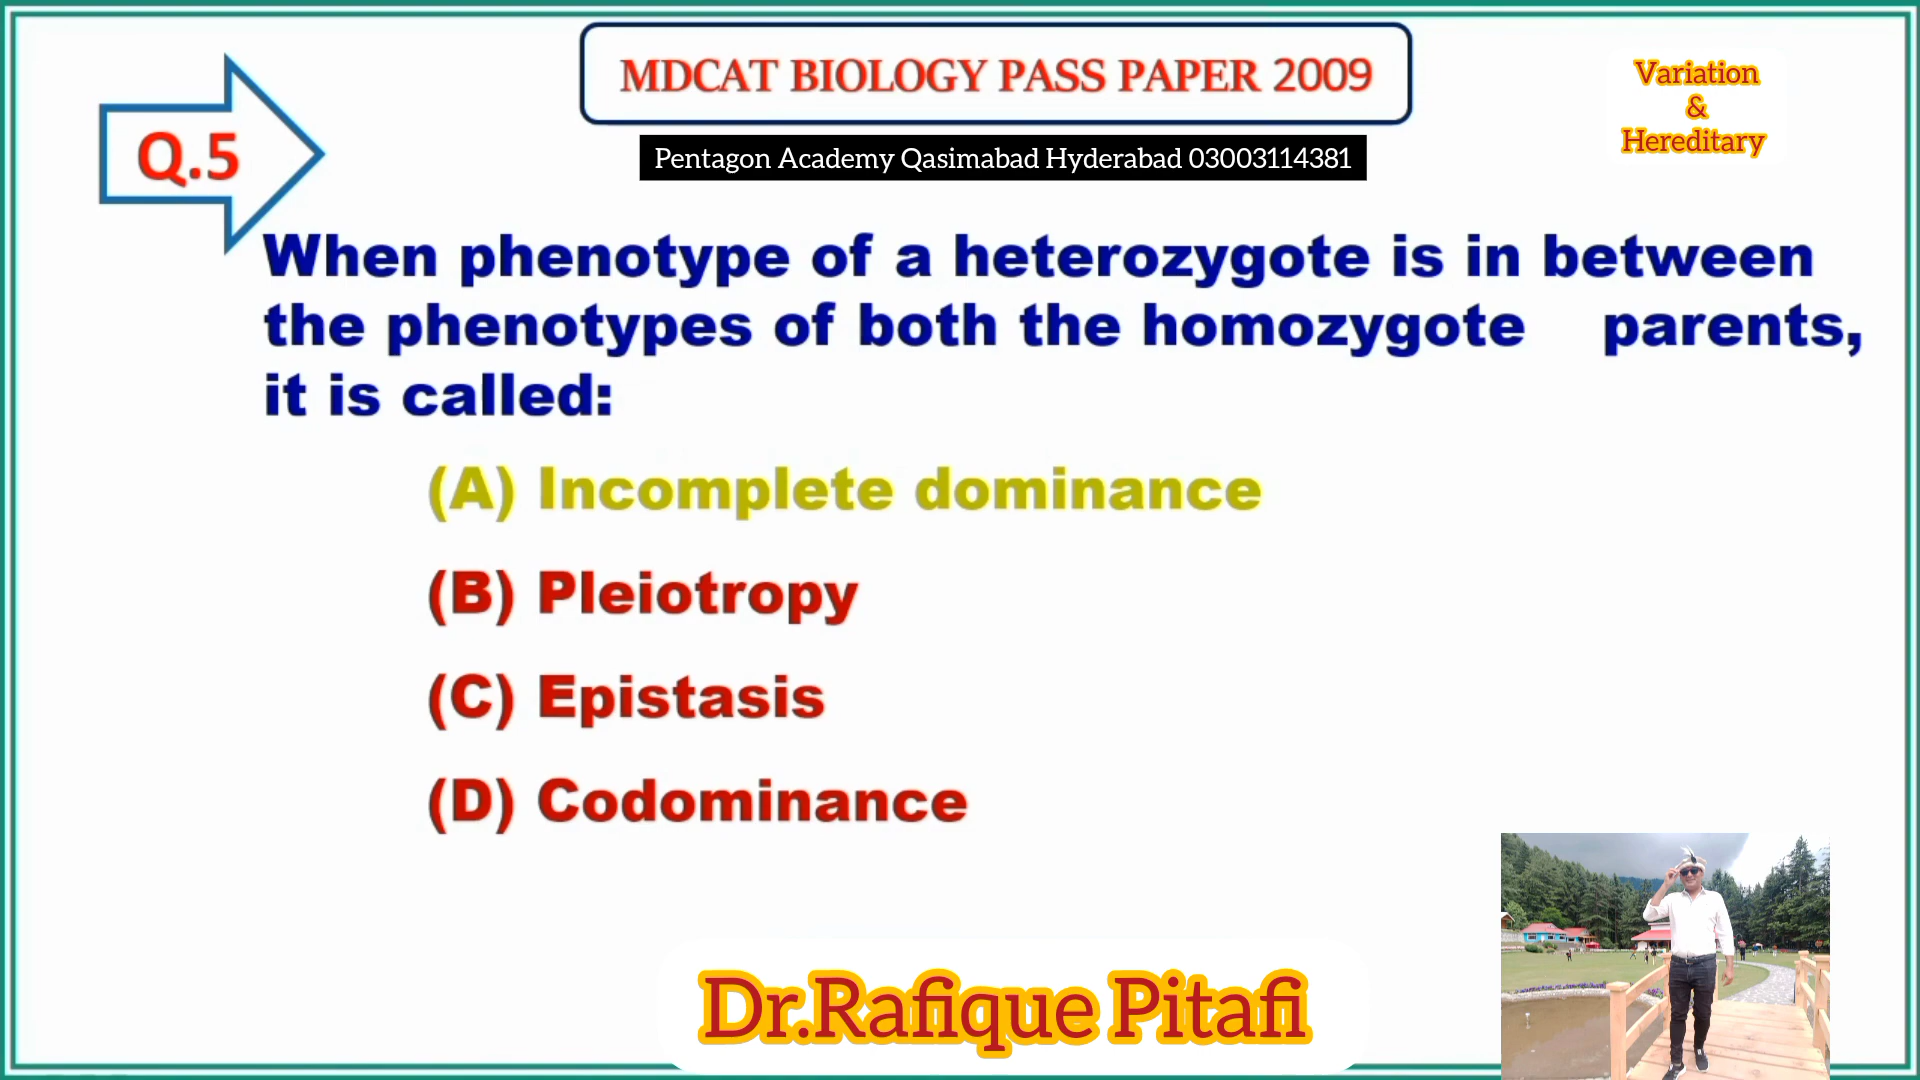 MDCAT BIOLOGY PASS PAPER 2009
Variation
&
Hereditary
Q.5
Pentagon Academy Qasimabad Hyderabad 03003114381
When phenotype of a heterozygote is in between
the phenotypes of both the homozygote parents,
it is called:
(A) Incomplete dominance
(B) Pleiotropy
(C) Epistasis
(D) Codominance
Dr.Rafique Pitafi